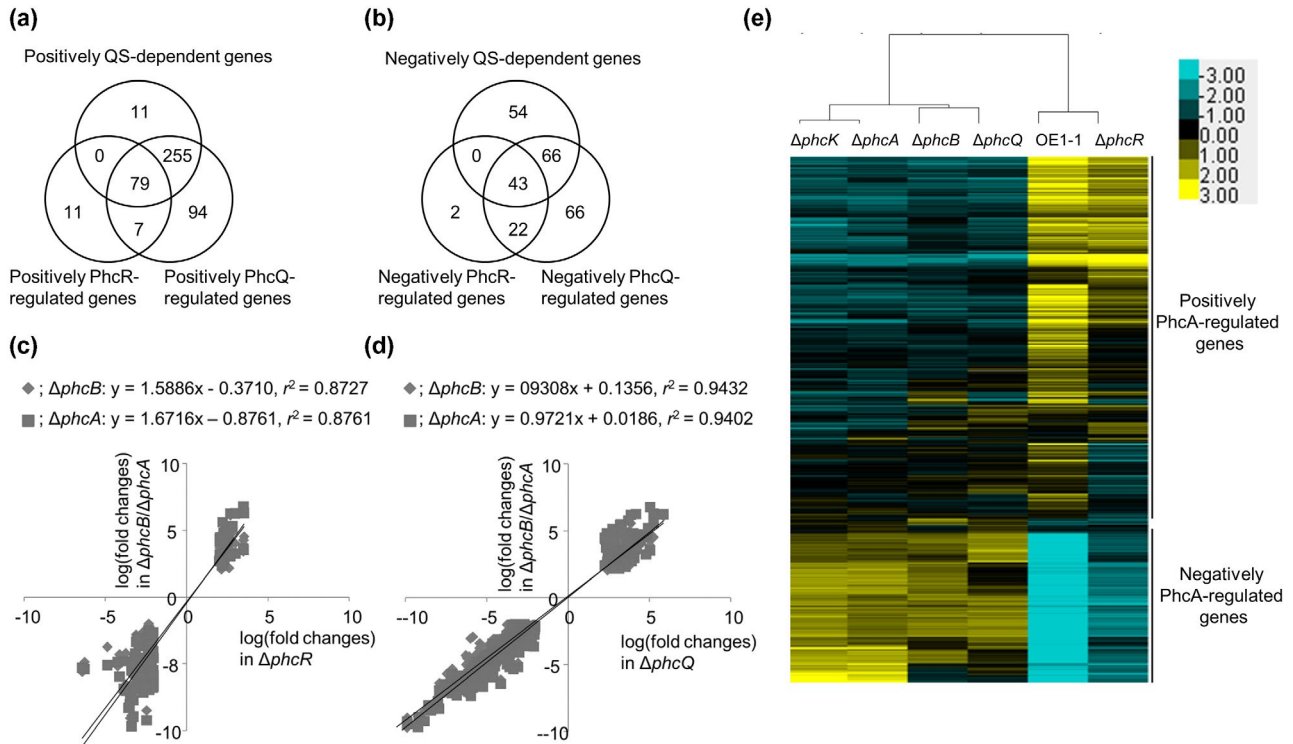 (a)
Positively QS-dependent genes
11
0
255
79
11
7
94
Positively PhcR-
regulated genes
Positively PhcQ-
regulated genes
(b)
Negatively QS-dependent genes
54
0
66
43
2
22
66
Negatively PhcR-
regulated genes
Negatively PhcQ-
regulated genes
(c)
; ΔphcB: y = 1.5886x - 0.3710, r² = 0.8727
; ΔphcA: y = 1.6716x – 0.8761, r² = 0.8761
log(fold changes)
in ΔphcB/ΔphcA
10
5
0
-8
-10
-10
-5
0
5
10
log(fold changes)
in ΔphcR
(d)
; ΔphcB: y = 09308x + 0.1356, r² = 0.9432
; ΔphcA: y = 0.9721x + 0.0186, r² = 0.9402
log(fold changes)
in ΔphcB/ΔphcA
10
5
0
-5
--10
--10
-5
0
5
10
log(fold changes)
in ΔphcQ
(e)
ΔphcK ΔphcA ΔphcB ΔphcQ OE1-1 ΔphcR
-3.00
-2.00
-1.00
0.00
1.00
2.00
3.00
Positively
PhcA-regulated
genes
Negatively
PhcA-regulated
genes